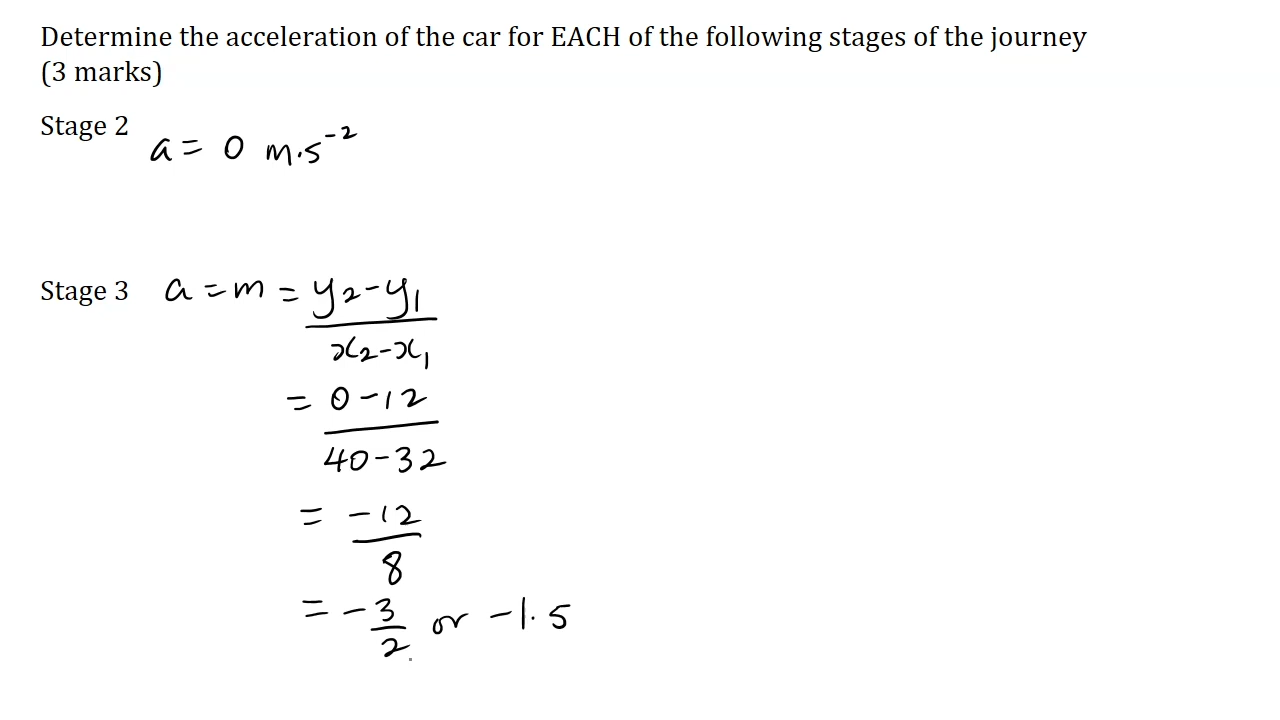 Determine the acceleration of the car for EACH of the following stages of the journey
(3 marks)
Stage 2 a = 0 m·s⁻²
Stage 3 a = m = y₂-y₁
x₂-x₁
= 0-12
40-32
= -12
8
= -3 or -1.5
2